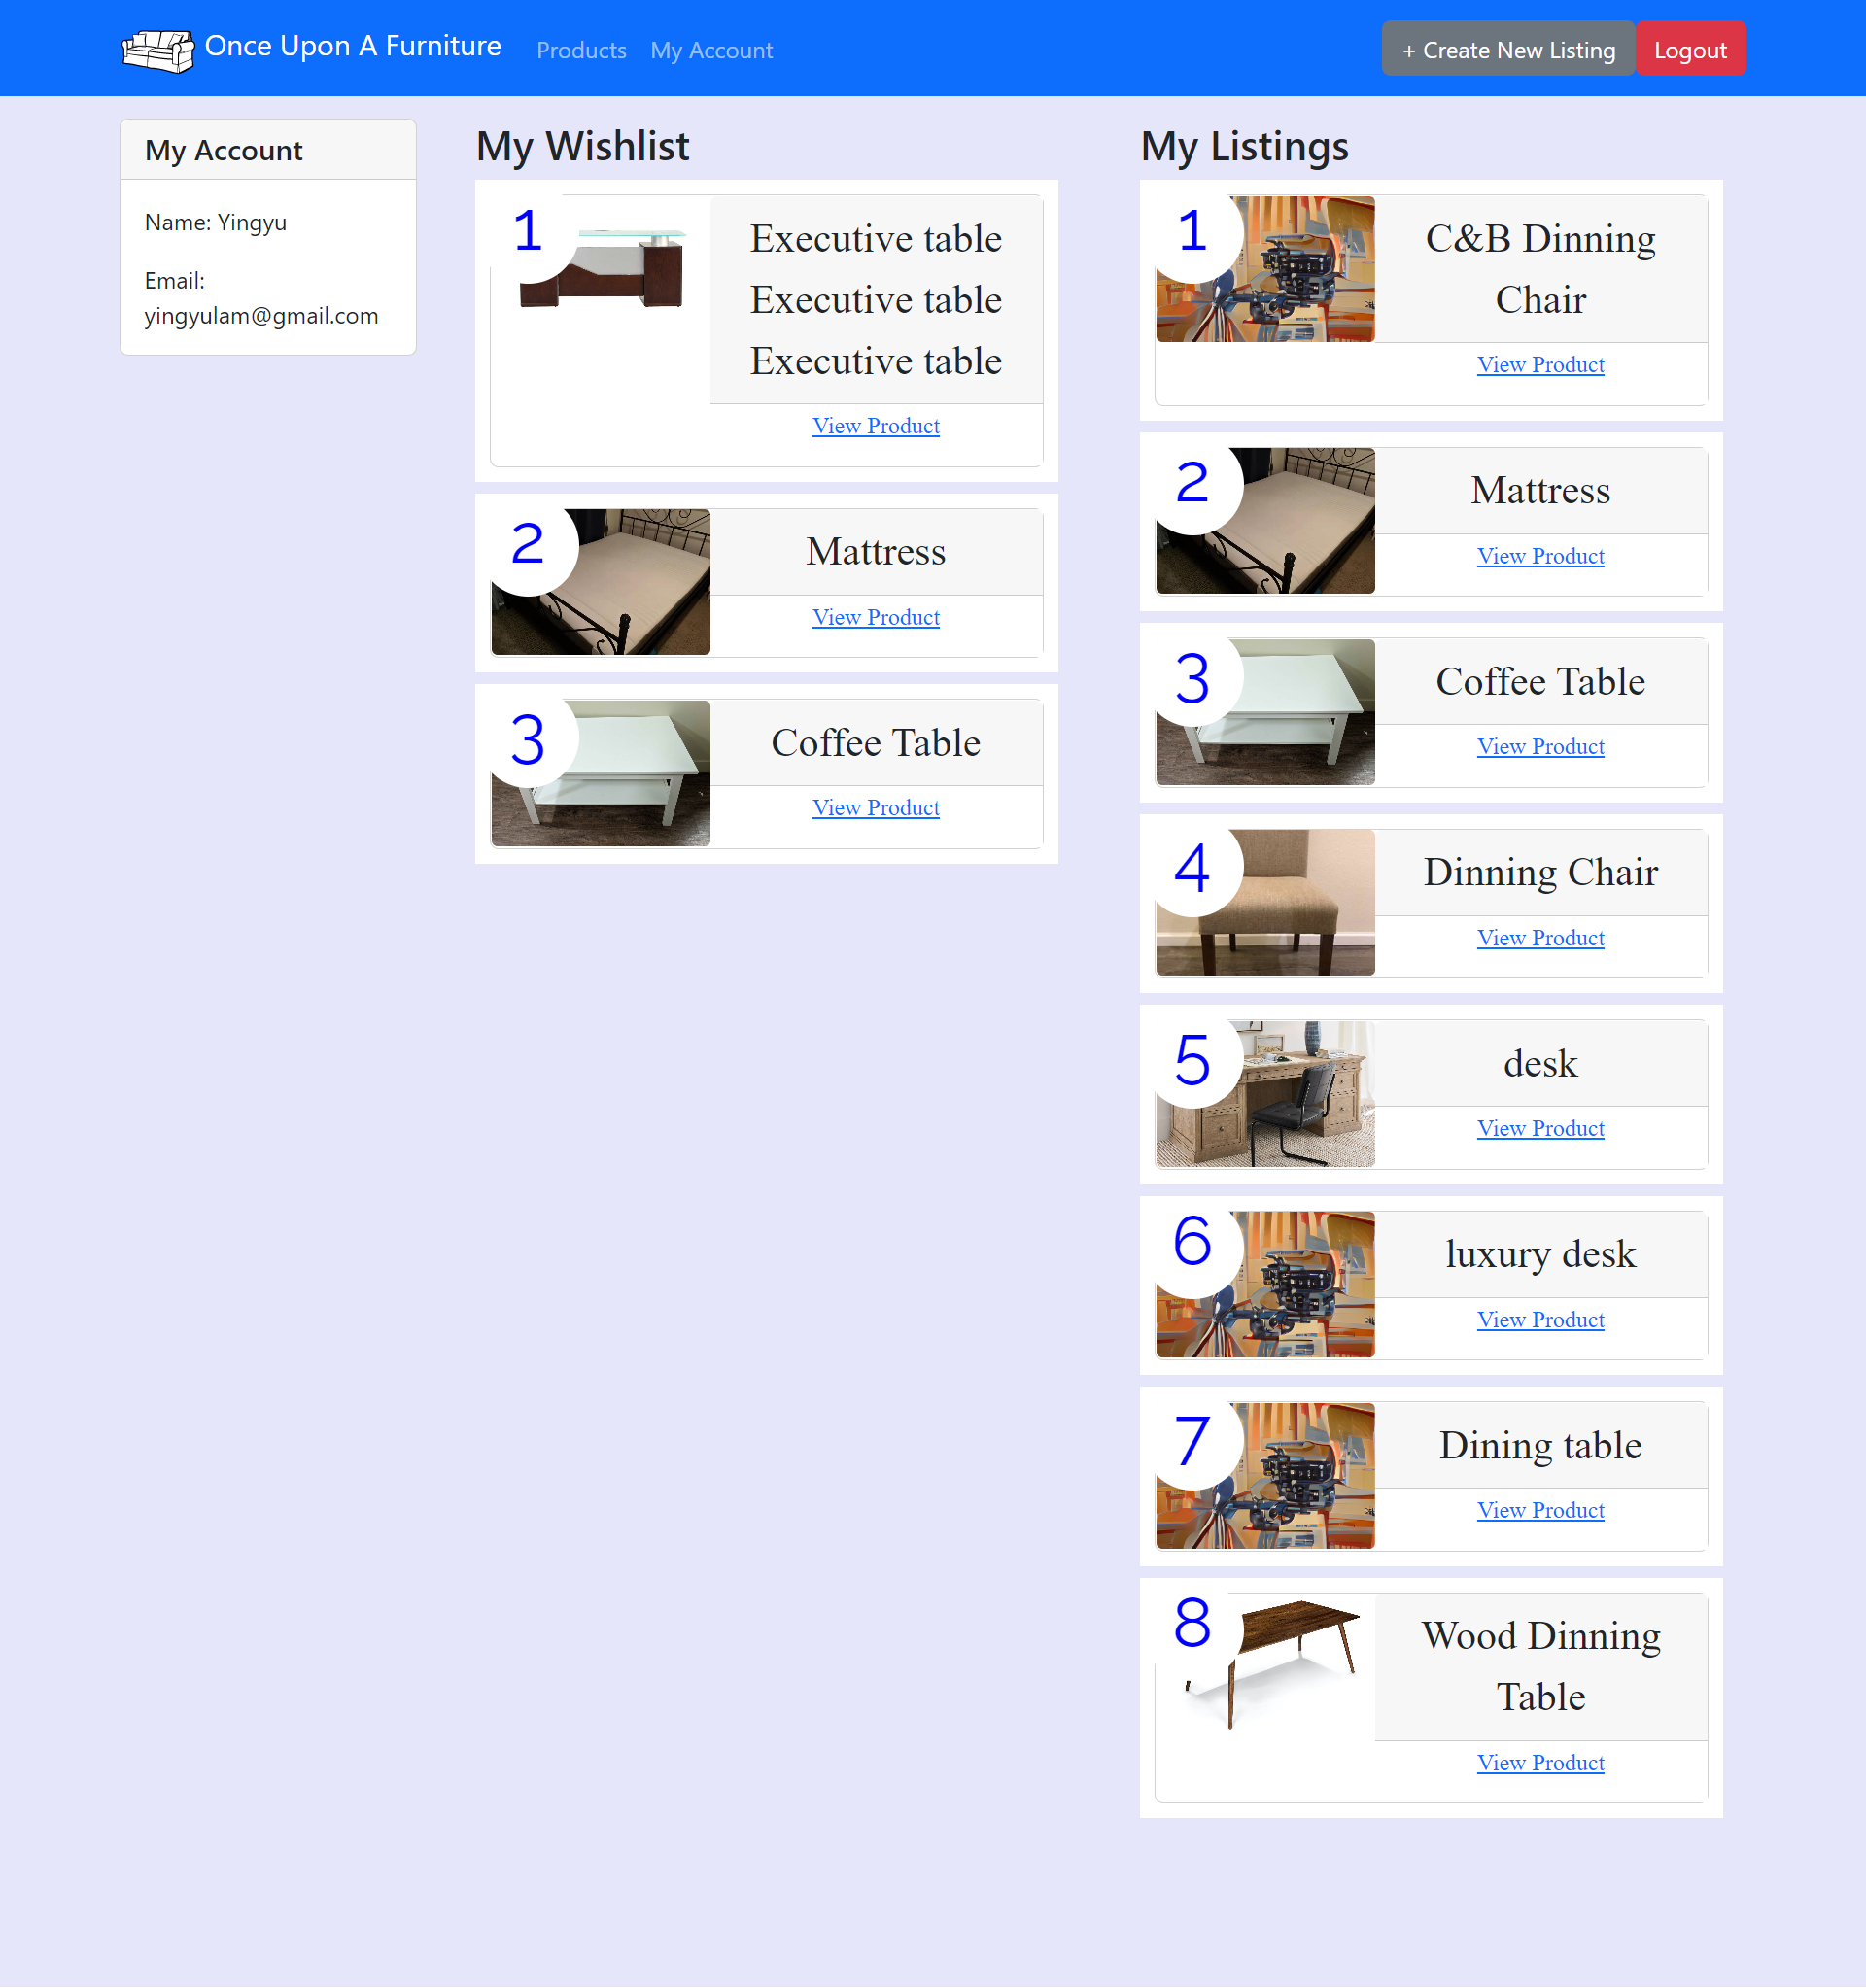 Once Upon A Furniture
Products
My Account
+ Create New Listing
Logout
My Account
Name: Yingyu
Email:
yingyulam@gmail.com
My Wishlist
1
Executive table
Executive table
Executive table
View Product
2
Mattress
View Product
3
Coffee Table
View Product
My Listings
1
C&B Dinning
Chair
View Product
2
Mattress
View Product
3
Coffee Table
View Product
4
Dinning Chair
View Product
5
desk
View Product
6
luxury desk
View Product
7
Dining table
View Product
8
Wood Dinning
Table
View Product